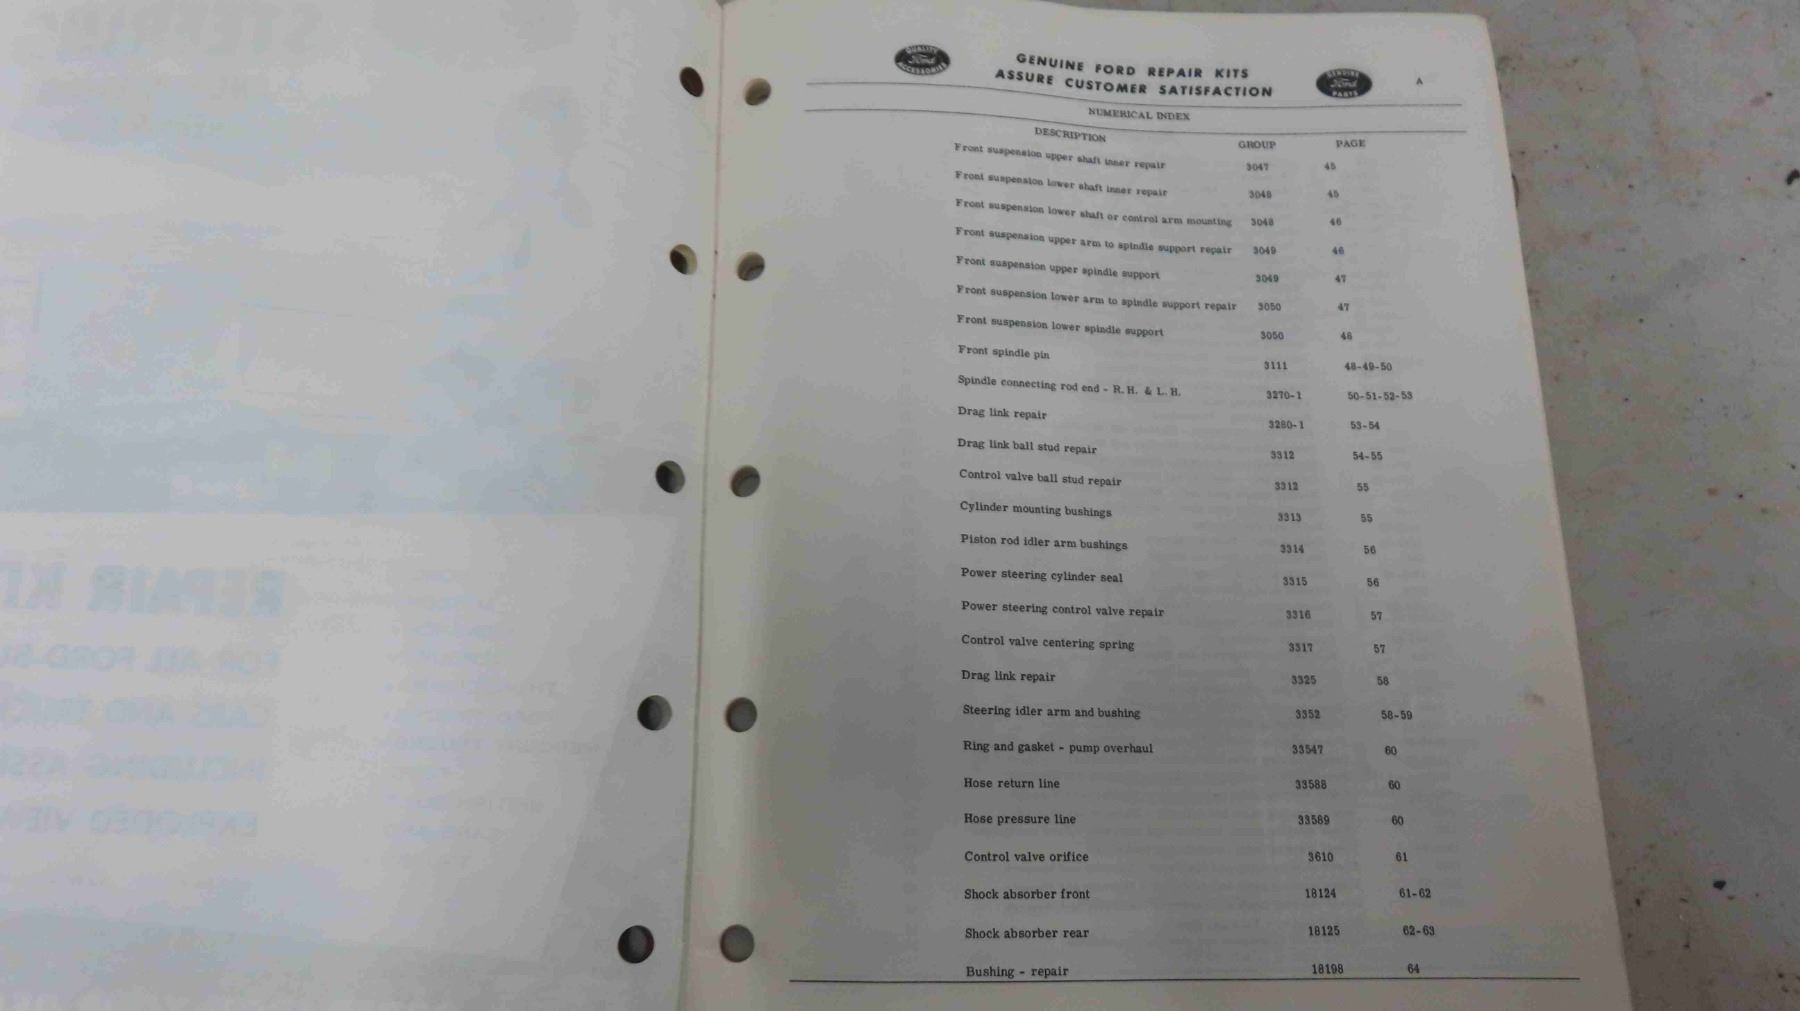 QUALITY
Ford
ACCESSORIES
GENUINE FORD REPAIR KITS
ASSURE CUSTOMER SATISFACTION
GENUINE
Ford
PARTS
A
NUMERICAL INDEX
DESCRIPTION GROUP PAGE
Front suspension upper shaft inner repair 3047 45
Front suspension lower shaft inner repair 3048 45
Front suspension lower shaft or control arm mounting 3048 46
Front suspension upper arm to spindle support repair 3049 46
Front suspension upper spindle support 3049 47
Front suspension lower arm to spindle support repair 3050 47
Front suspension lower spindle support 3050 48
Front spindle pin 3111 48-49-50
Spindle connecting rod end - R.H. & L.H. 3270-1 50-51-52-53
Drag link repair 3280-1 53-54
Drag link ball stud repair 3312 54-55
Control valve ball stud repair 3312 55
Cylinder mounting bushings 3313 55
Piston rod idler arm bushings 3314 56
Power steering cylinder seal 3315 56
Power steering control valve repair 3316 57
Control valve centering spring 3317 57
Drag link repair 3325 58
Steering idler arm and bushing 3352 58-59
Ring and gasket - pump overhaul 33547 60
Hose return line 33588 60
Hose pressure line 33589 60
Control valve orifice 3610 61
Shock absorber front 18124 61-62
Shock absorber rear 18125 62-63
Bushing - repair 18198 64